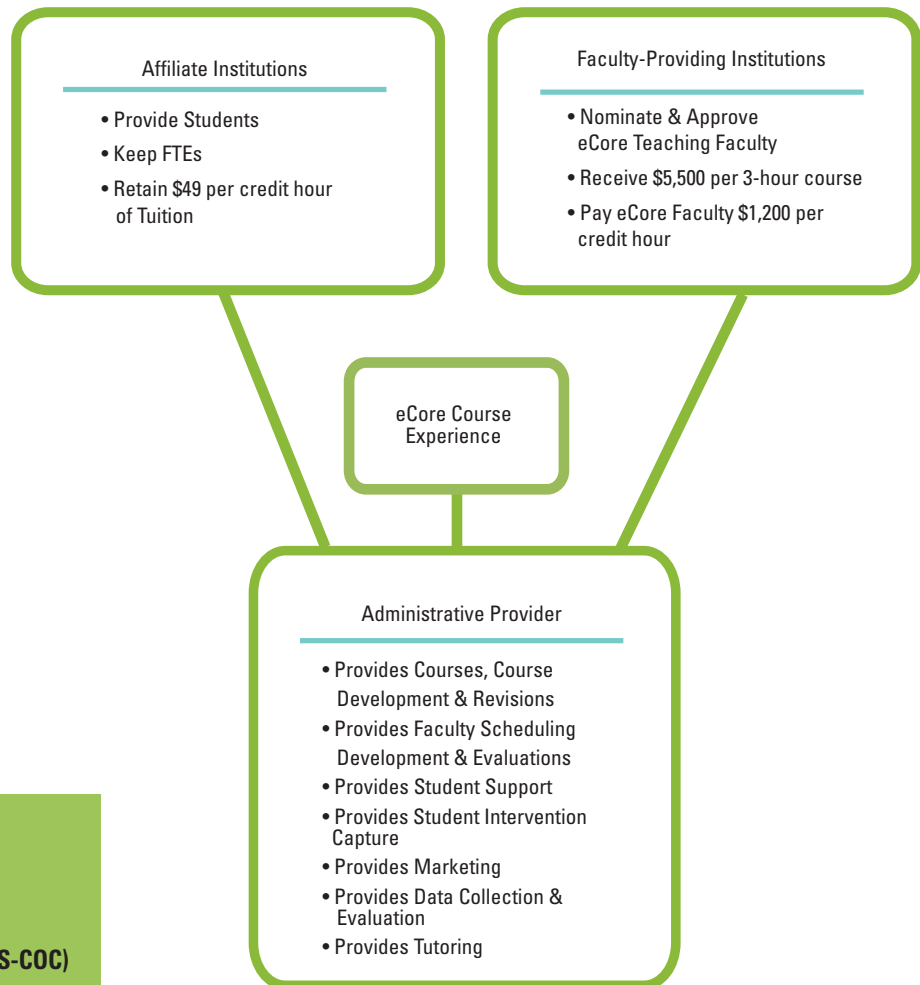 Affiliate Institutions
• Provide Students
• Keep FTEs
• Retain $49 per credit hour
of Tuition
Faculty-Providing Institutions
• Nominate & Approve
eCore Teaching Faculty
• Receive $5,500 per 3-hour course
• Pay eCore Faculty $1,200 per
credit hour
eCore Course
Experience
Administrative Provider
• Provides Courses, Course
Development & Revisions
• Provides Faculty Scheduling
Development & Evaluations
• Provides Student Support
• Provides Student Intervention
Capture
• Provides Marketing
• Provides Data Collection &
Evaluation
• Provides Tutoring
S-COC)